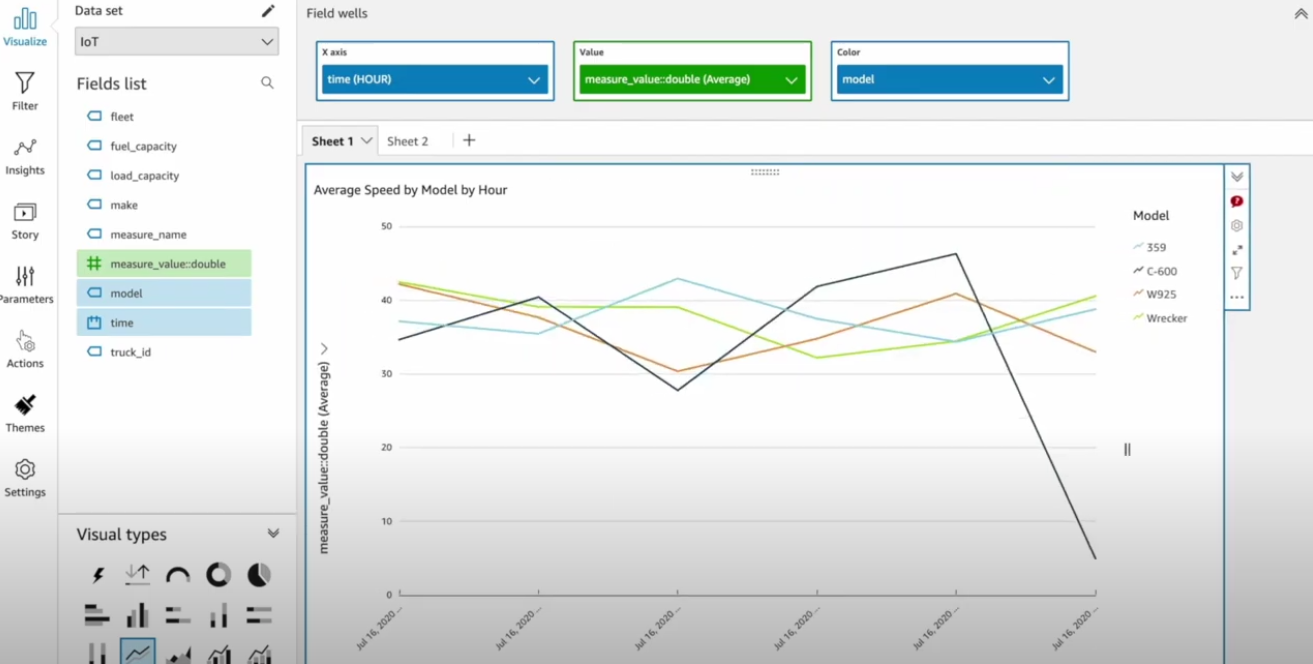 Visualize
Filter
Insights
Story
Parameters
Actions
Themes
Settings
Data set
IoT
Fields list
fleet
fuel_capacity
load_capacity
make
measure_name
measure_value::double
model
time
truck_id
Visual types
Field wells
X axis
time (HOUR)
Value
measure_value::double (Average)
Color
model
Sheet 1
Sheet 2
Average Speed by Model by Hour
measure_value::double (Average)
50
40
30
20
10
0
Jul 16, 2020 ...
Jul 16, 2020 ...
Jul 16, 2020 ...
Jul 16, 2020 ...
Jul 16, 2020 ...
Jul 16, 2020 ...
Model
359
C-600
W925
Wrecker